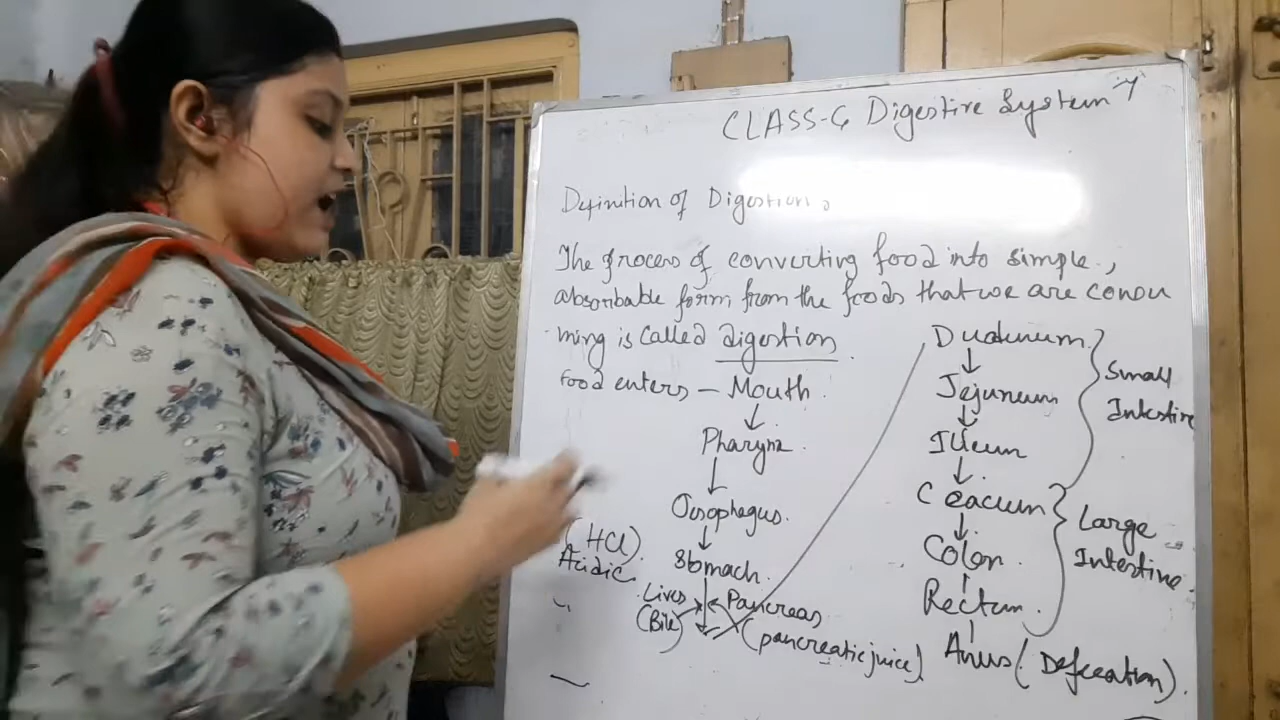 CLASS-6 Digestive System
Definition of Digestion
The process of converting food into simple,
absorbable form from the foods that we are consu
ming is called digestion.
Food enters - Mouth
Pharynx
Oesophagus.
(HCl)
Acidic
Stomach.
Liver
(Bile)
Pancreas
(pancreatic juice)
Duodenum
Jejunum
Ileum
Small
Intestine
Ceacum
Colon.
Rectum.
Large
Intestine.
Anus (Defecation).